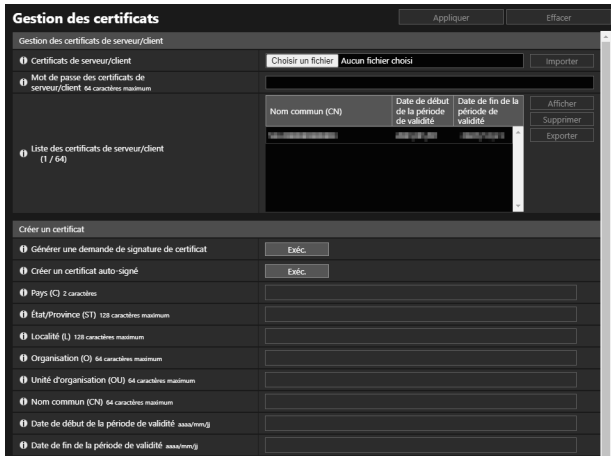 Gestion des certificats
Appliquer
Effacer
Gestion des certificats de serveur/client
Certificats de serveur/client
Choisir un fichier Aucun fichier choisi
Importer
Mot de passe des certificats de
serveur/client 64 caractères maximum
Liste des certificats de serveur/client
(1 / 64)
Nom commun (CN)
Date de début
de la période
de validité
Date de fin de la
période de
validité
Afficher
Supprimer
Exporter
Créer un certificat
Générer une demande de signature de certificat
Exéc.
Créer un certificat auto-signé
Exéc.
Pays (C) 2 caractères
État/Province (ST) 128 caractères maximum
Localité (L) 128 caractères maximum
Organisation (O) 64 caractères maximum
Unité d'organisation (OU) 64 caractères maximum
Nom commun (CN) 64 caractères maximum
Date de début de la période de validité aaaa/mm/jj
Date de fin de la période de validité aaaa/mm/jj